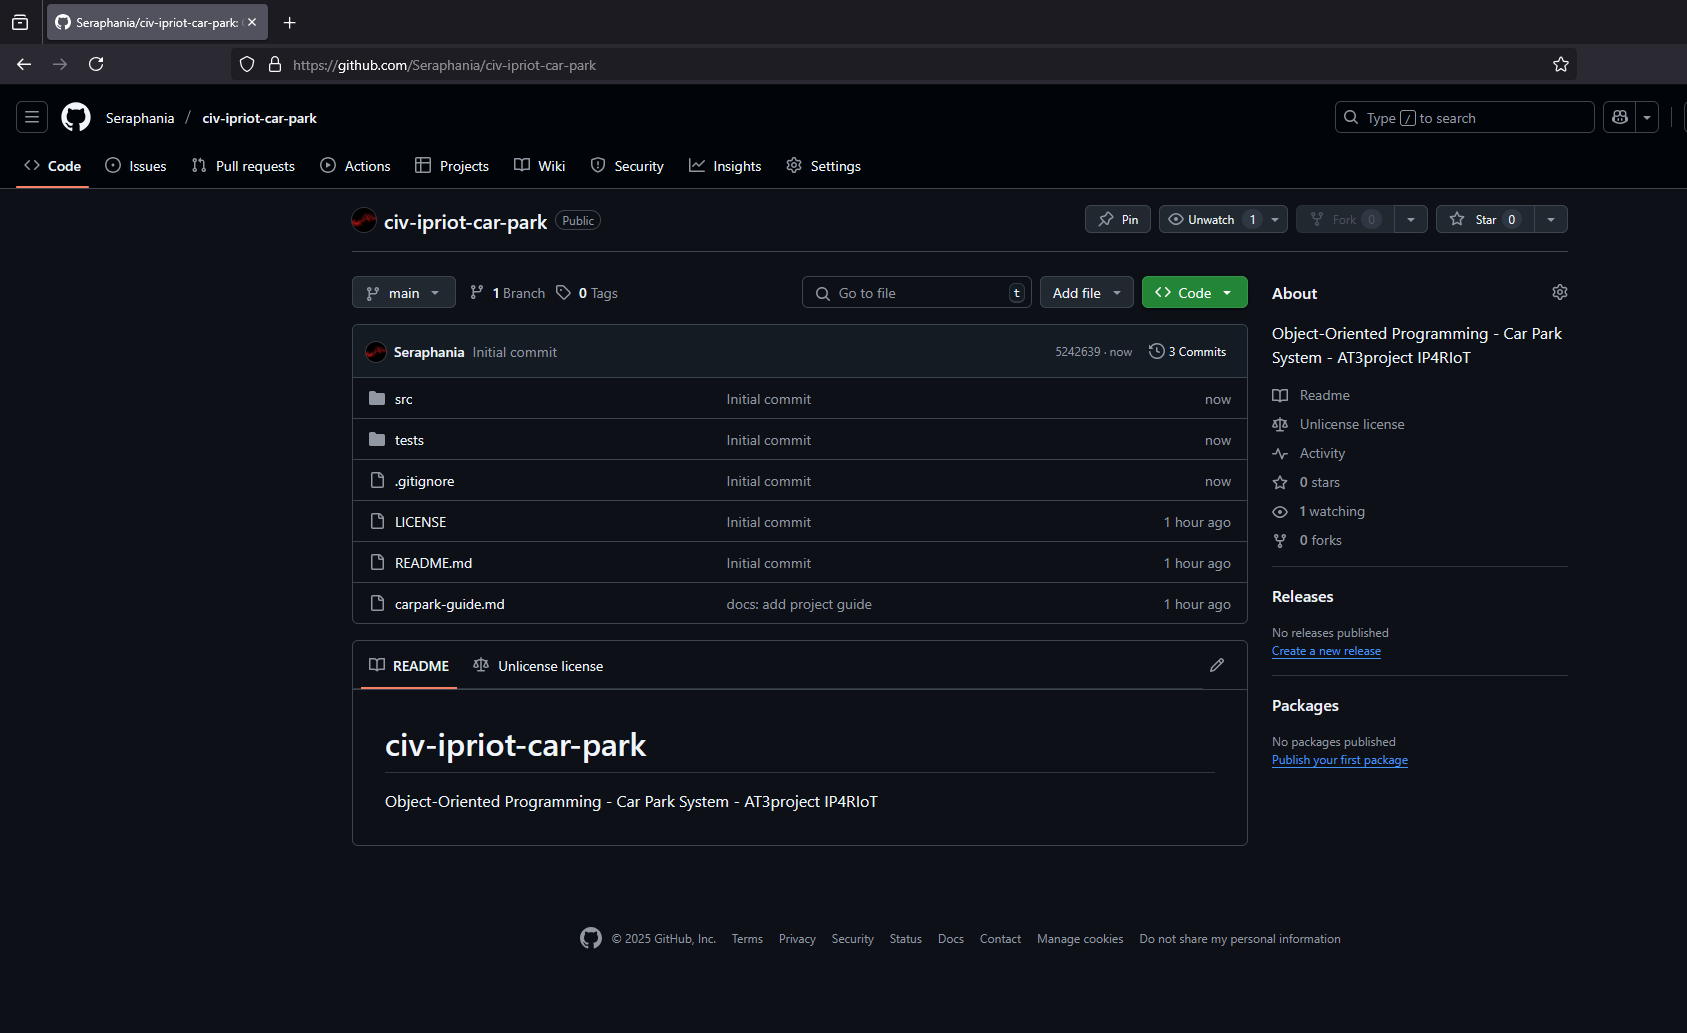 Seraphania/civ-ipriot-car-park:
https://github.com/Seraphania/civ-ipriot-car-park
Seraphania / civ-ipriot-car-park
Type / to search
Code Issues Pull requests Actions Projects Wiki Security Insights Settings
civ-ipriot-car-park Public
Pin Unwatch 1 Fork 0 Star 0
main 1 Branch 0 Tags Go to file t Add file Code
Seraphania Initial commit 5242639 · now 3 Commits
src Initial commit now
tests Initial commit now
.gitignore Initial commit now
LICENSE Initial commit 1 hour ago
README.md Initial commit 1 hour ago
carpark-guide.md docs: add project guide 1 hour ago
README Unlicense license
civ-ipriot-car-park
Object-Oriented Programming - Car Park System - AT3project IP4RIoT
About
Object-Oriented Programming - Car Park
System - AT3project IP4RIoT
Readme
Unlicense license
Activity
0 stars
1 watching
0 forks
Releases
No releases published
Create a new release
Packages
No packages published
Publish your first package
© 2025 GitHub, Inc. Terms Privacy Security Status Docs Contact Manage cookies Do not share my personal information